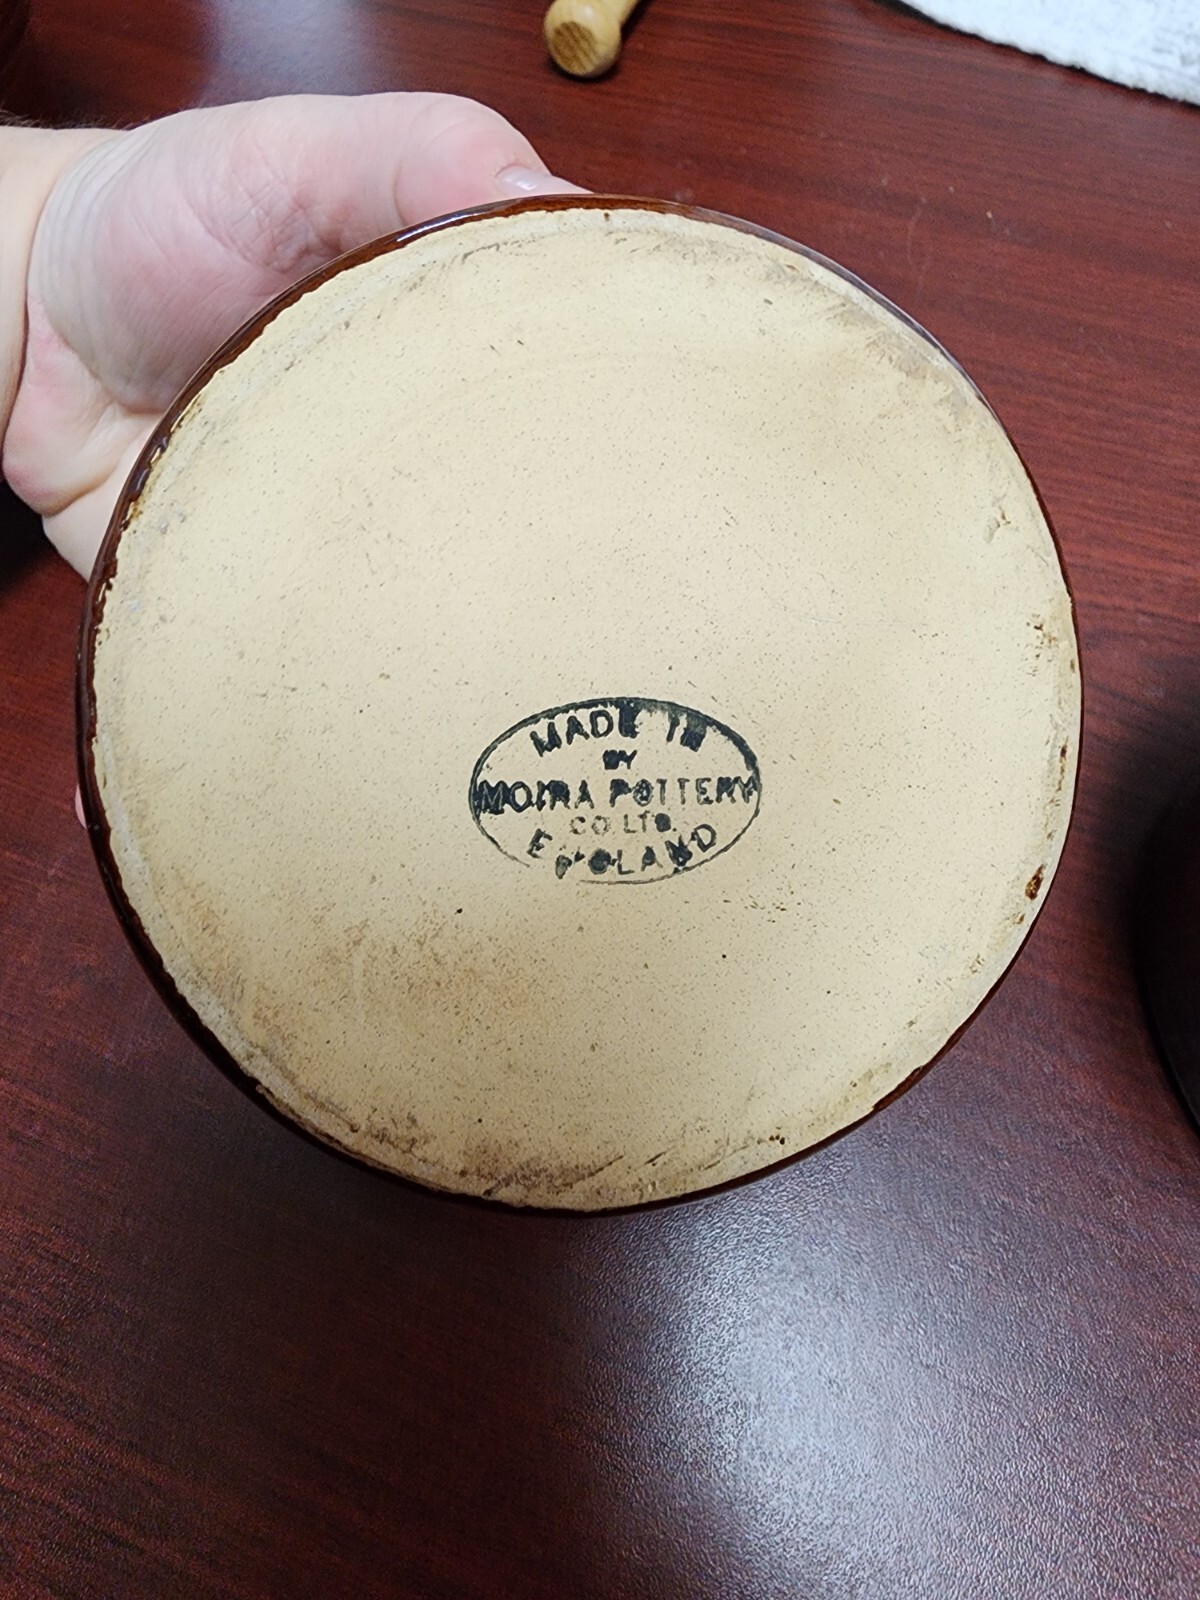 MADE IN
BY
MOIRA POTTERY
CO LTD.
ENGLAND